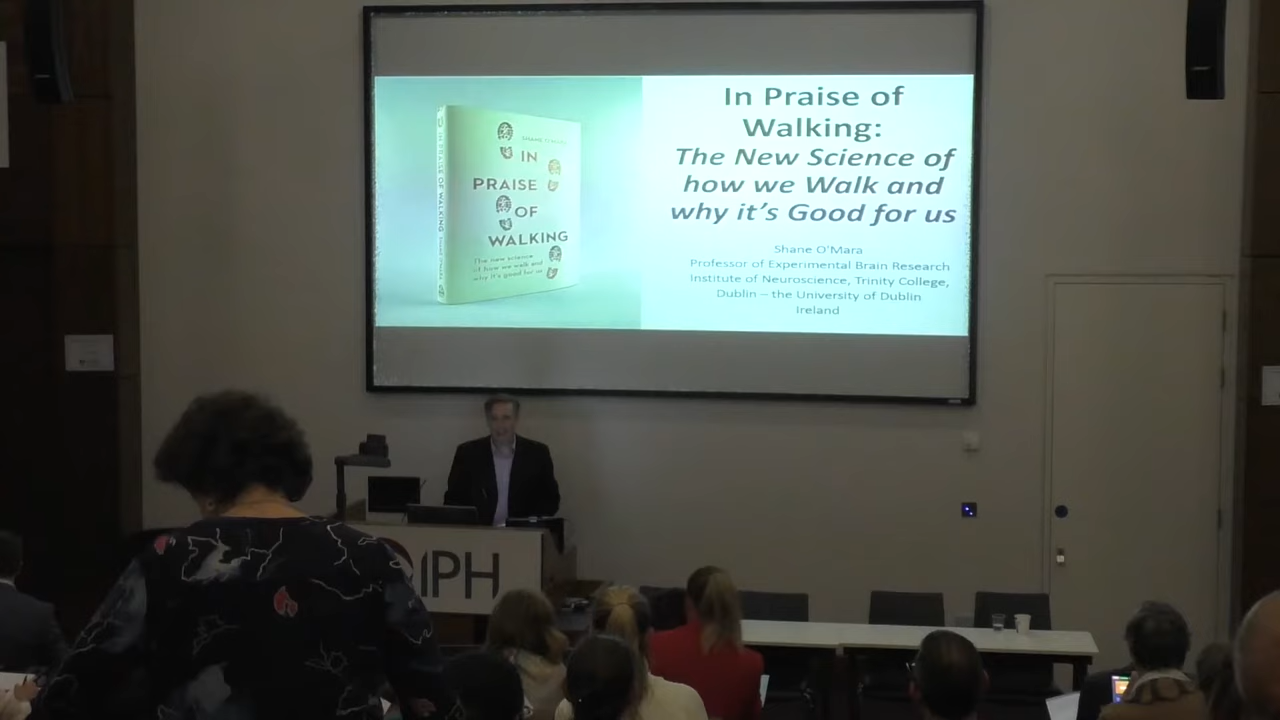 SHANE O'MARA
IN
PRAISE
OF
WALKING
The new science
of how we walk and
why it's good for us
IN PRAISE OF WALKING
In Praise of
Walking:
The New Science of
how we Walk and
why it's Good for us
Shane O'Mara
Professor of Experimental Brain Research
Institute of Neuroscience, Trinity College,
Dublin – the University of Dublin
Ireland
IPH